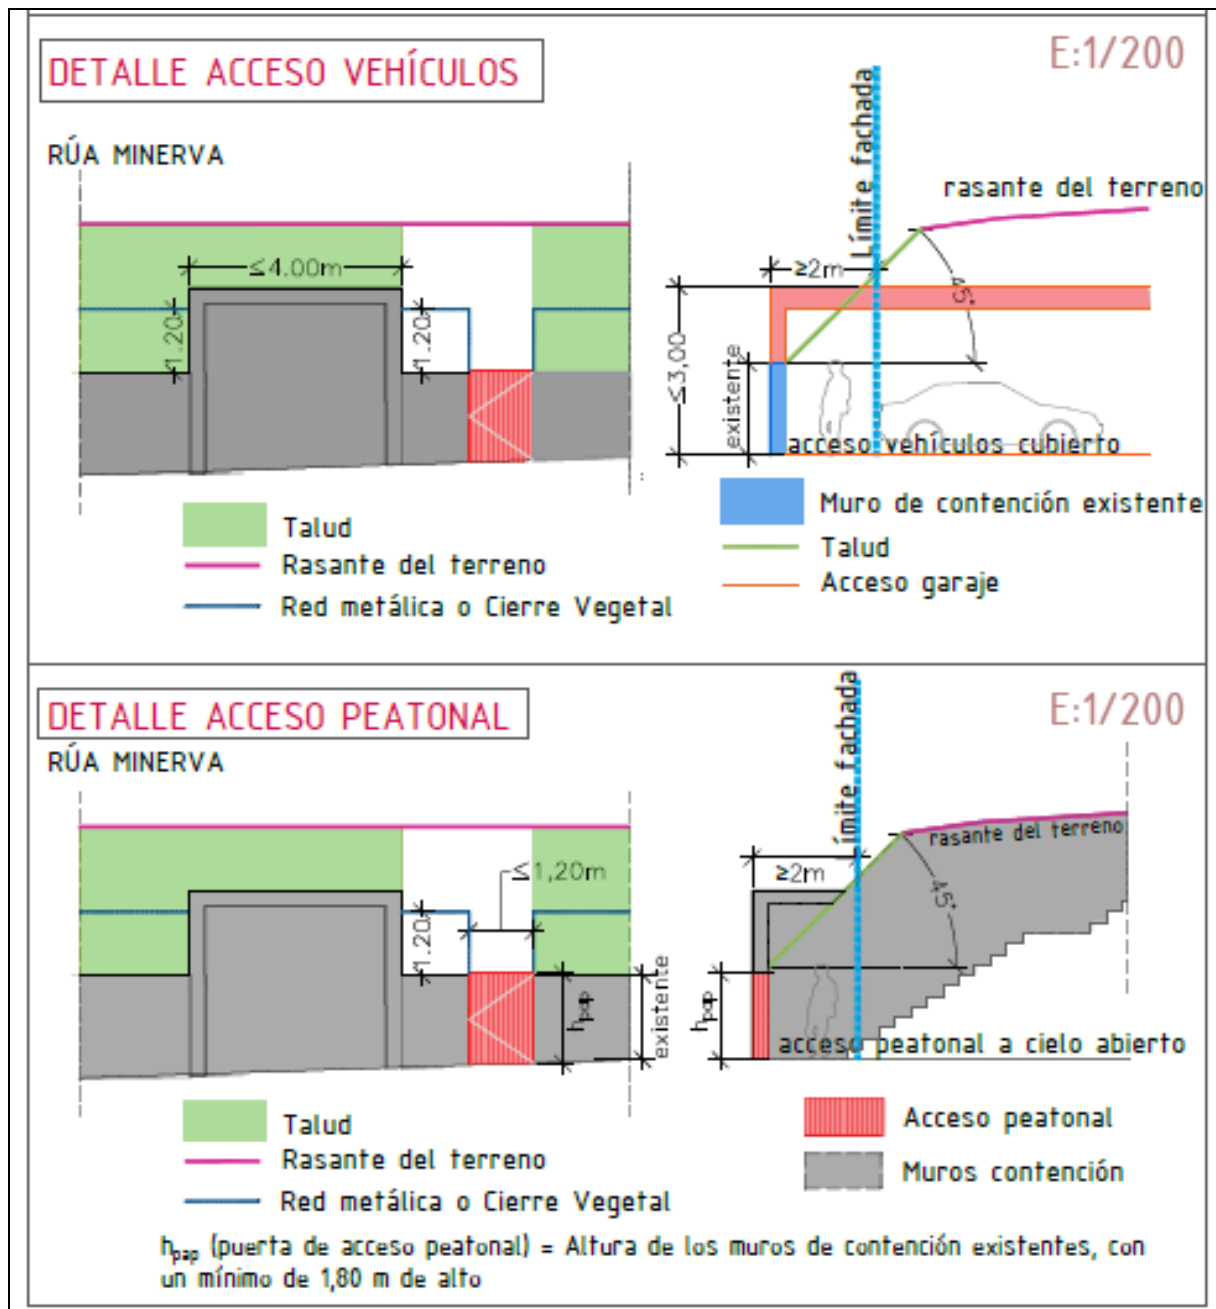 DETALLE ACCESO VEHÍCULOS
E:1/200
RÚA MINERVA
Límite fachada
rasante del terreno
≤4.00m
≥2m
1.20
1.20
45°
≤3,00
existente
acceso vehículos cubierto
Talud
Rasante del terreno
Red metálica o Cierre Vegetal
Muro de contención existente
Talud
Acceso garaje
DETALLE ACCESO PEATONAL
E:1/200
RÚA MINERVA
Límite fachada
rasante del terreno
≤1,20m
≥2m
1.20
45°
hpap
existente
hpap
acceso peatonal a cielo abierto
Talud
Rasante del terreno
Red metálica o Cierre Vegetal
Acceso peatonal
Muros contención
hpap (puerta de acceso peatonal) = Altura de los muros de contención existentes, con
un mínimo de 1,80 m de alto